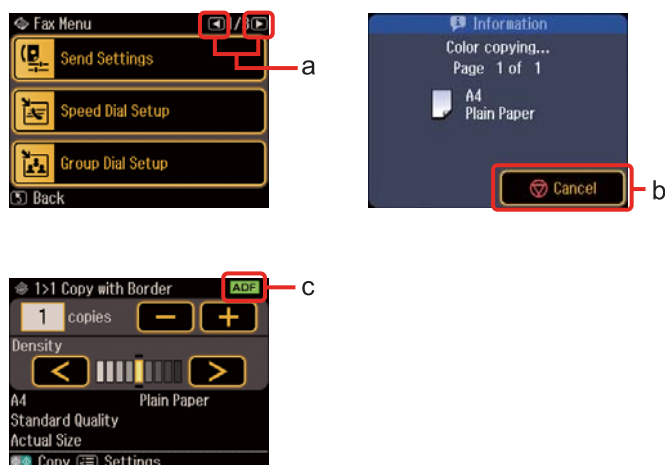 Fax Menu 1/3
Send Settings
Speed Dial Setup
Group Dial Setup
Back
a
Information
Color copying...
Page 1 of 1
A4
Plain Paper
Cancel
b
1>1 Copy with Border ADF
1 copies
Density
A4 Plain Paper
Standard Quality
Actual Size
Copy Settings
c